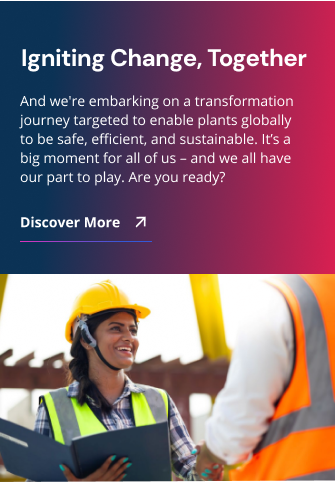 Igniting Change, Together
And we're embarking on a transformation
journey targeted to enable plants globally
to be safe, efficient, and sustainable. It's a
big moment for all of us – and we all have
our part to play. Are you ready?
Discover More